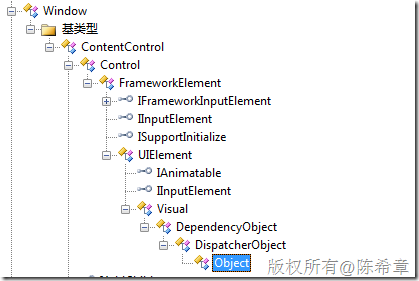 Window
基类型
ContentControl
Control
FrameworkElement
IFrameworkInputElement
IInputElement
ISupportInitialize
UIElement
IAnimatable
IInputElement
Visual
DependencyObject
DispatcherObject
Object
版权所有@陈希章